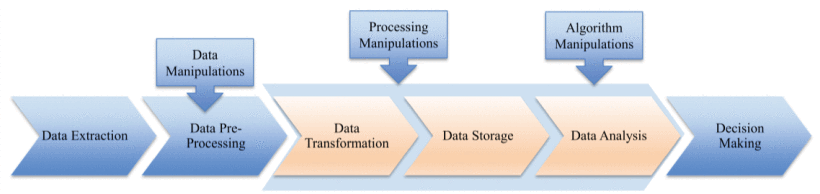 Data
Manipulations
Processing
Manipulations
Algorithm
Manipulations
Data Extraction
Data Pre-
Processing
Data
Transformation
Data Storage
Data Analysis
Decision
Making